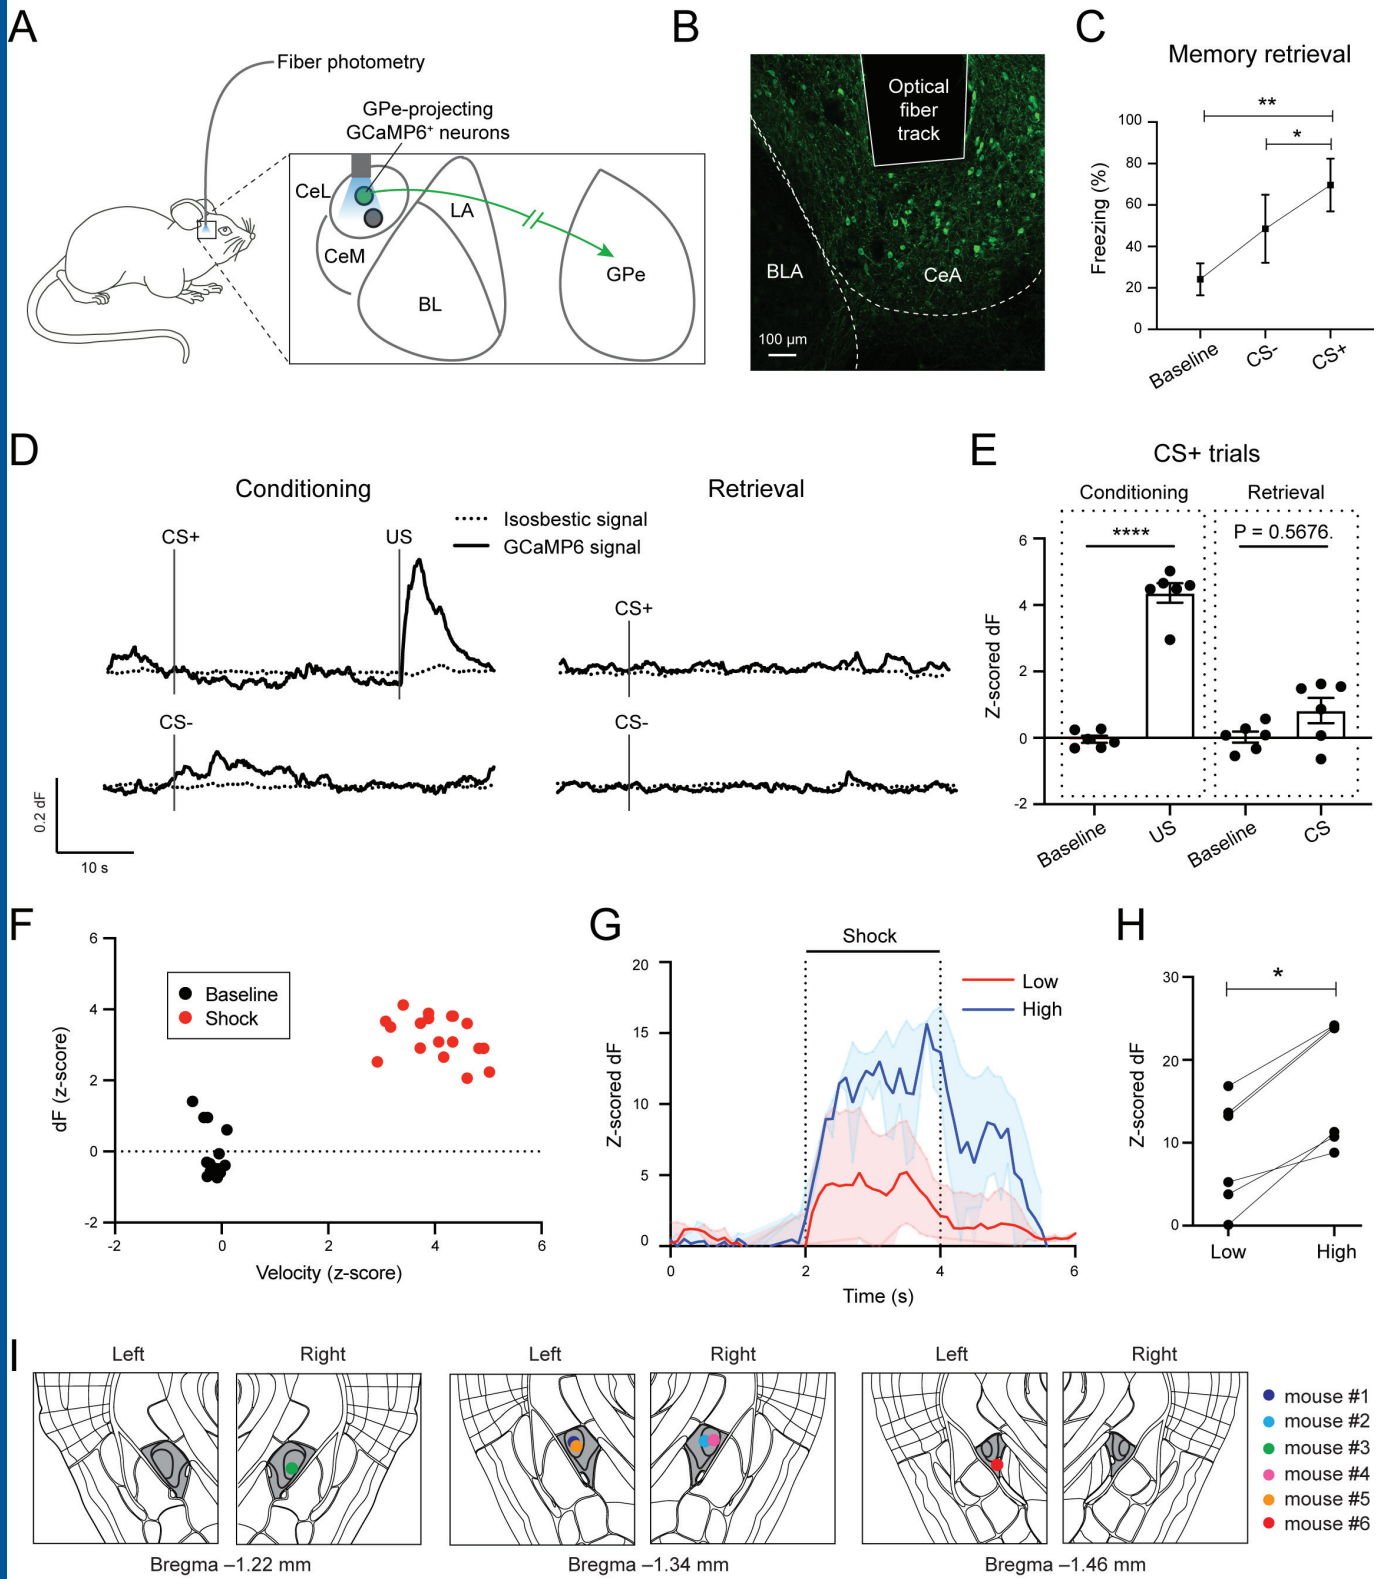 A
Fiber photometry
GPe-projecting
GCaMP6⁺ neurons
CeL
CeM
LA
BL
GPe
B
Optical
fiber
track
BLA
CeA
100 µm
C
Memory retrieval
**
*
100
80
60
40
20
0
Freezing (%)
Baseline
CS-
CS+
D
Conditioning
Retrieval
Isosbestic signal
GCaMP6 signal
CS+
US
CS+
CS-
CS-
0.2 dF
10 s
E
CS+ trials
Conditioning
Retrieval
****
P = 0.5676.
6
4
2
0
-2
Z-scored dF
Baseline
US
Baseline
CS
F
6
4
2
0
-2
dF (z-score)
Baseline
Shock
-2
0
2
4
6
Velocity (z-score)
G
Shock
Low
High
20
15
10
5
0
Z-scored dF
0
2
4
6
Time (s)
H
*
30
20
10
0
Z-scored dF
Low
High
I
Left
Right
Bregma –1.22 mm
Left
Right
Bregma –1.34 mm
Left
Right
Bregma –1.46 mm
mouse #1
mouse #2
mouse #3
mouse #4
mouse #5
mouse #6